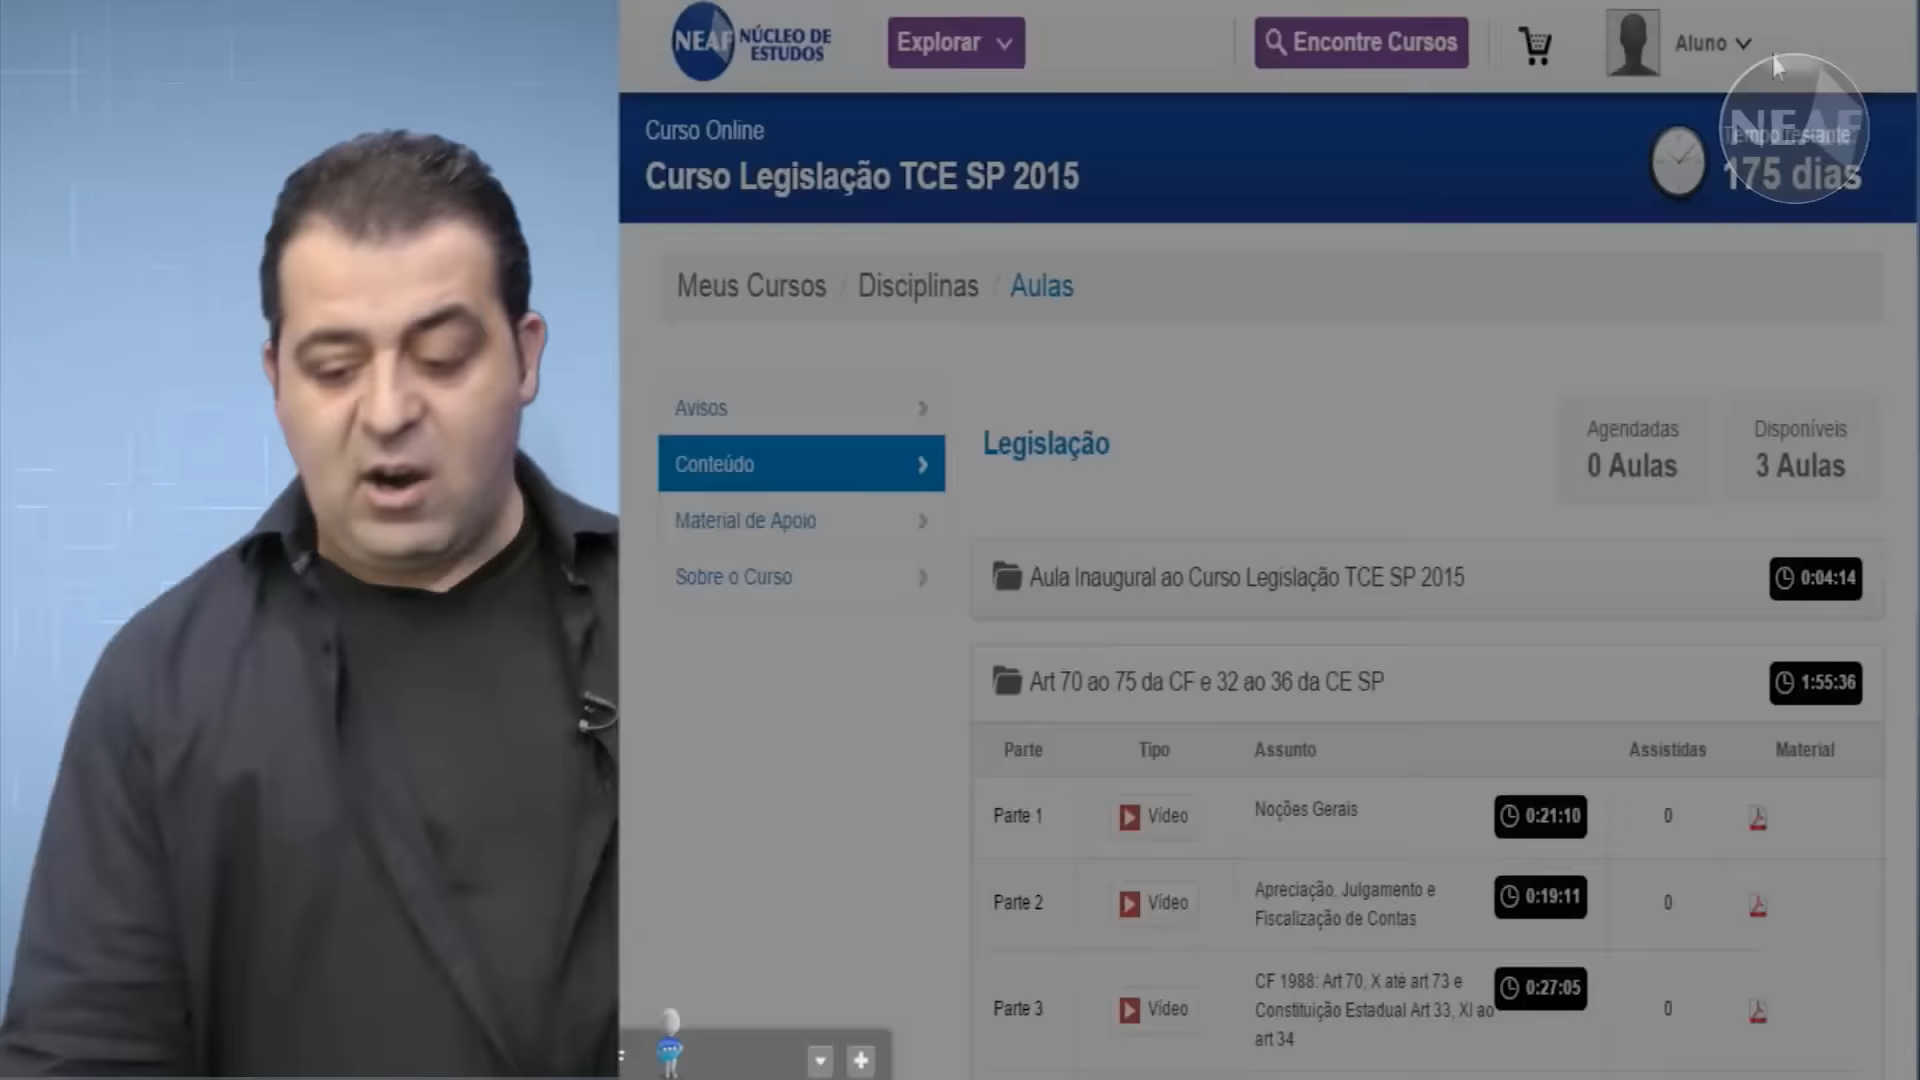 NEAF NÚCLEO DE
ESTUDOS
Explorar
Encontre Cursos
Aluno
Curso Online
Curso Legislação TCE SP 2015
NEAF
Tempo restante
175 dias
Meus Cursos / Disciplinas / Aulas
Avisos
Conteúdo
Material de Apoio
Sobre o Curso
Legislação
Agendadas
0 Aulas
Disponíveis
3 Aulas
Aula Inaugural ao Curso Legislação TCE SP 2015
0:04:14
Art 70 ao 75 da CF e 32 ao 36 da CE SP
1:55:36
Parte Tipo Assunto Assistidas Material
Parte 1 Vídeo Noções Gerais 0:21:10 0
Parte 2 Vídeo Apreciação, Julgamento e
Fiscalização de Contas 0:19:11 0
Parte 3 Vídeo CF 1988: Art 70, X até art 73 e
Constituição Estadual Art 33, XI ao
art 34 0:27:05 0